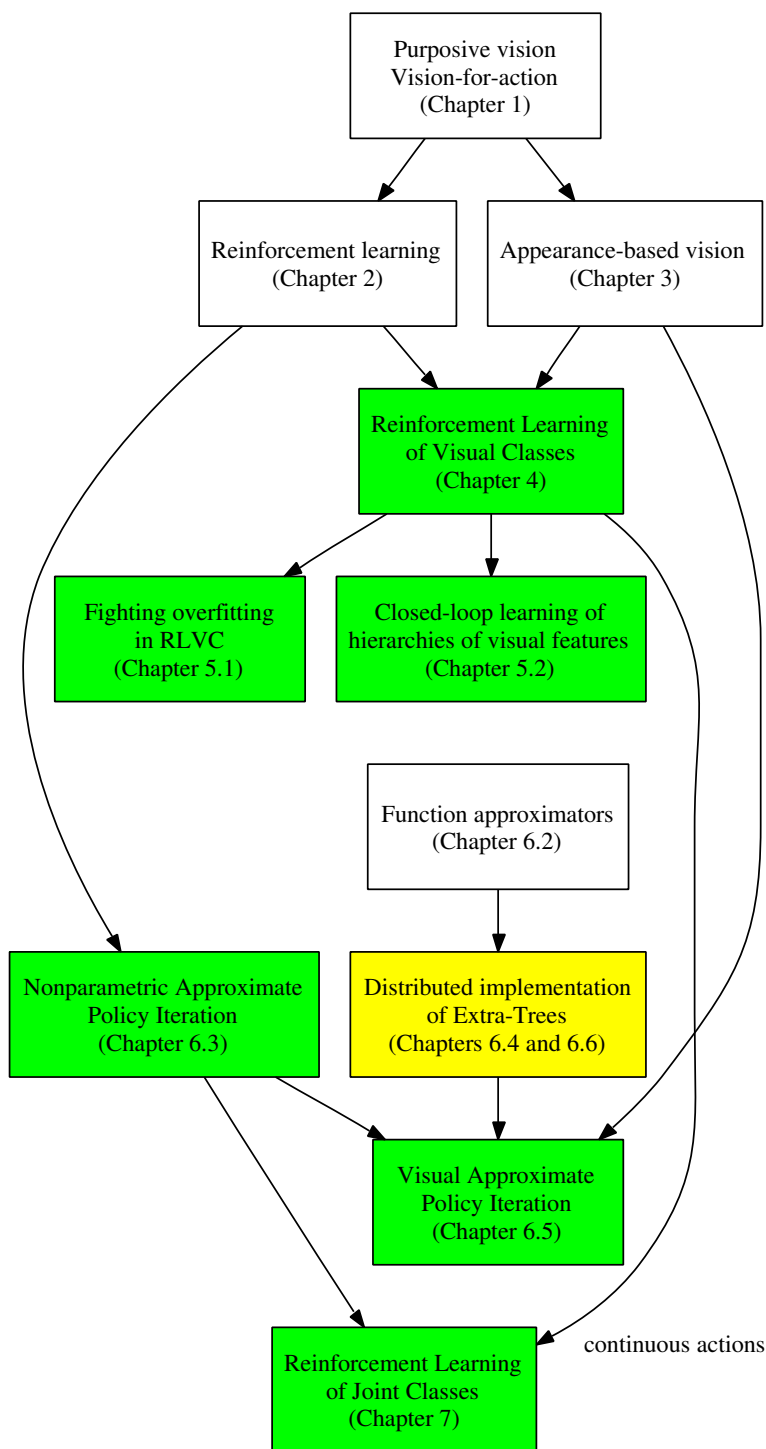 Purposive vision
Vision-for-action
(Chapter 1)
Reinforcement learning
(Chapter 2)
Appearance-based vision
(Chapter 3)
Reinforcement Learning
of Visual Classes
(Chapter 4)
Fighting overfitting
in RLVC
(Chapter 5.1)
Closed-loop learning of
hierarchies of visual features
(Chapter 5.2)
Function approximators
(Chapter 6.2)
Nonparametric Approximate
Policy Iteration
(Chapter 6.3)
Distributed implementation
of Extra-Trees
(Chapters 6.4 and 6.6)
Visual Approximate
Policy Iteration
(Chapter 6.5)
continuous actions
Reinforcement Learning
of Joint Classes
(Chapter 7)